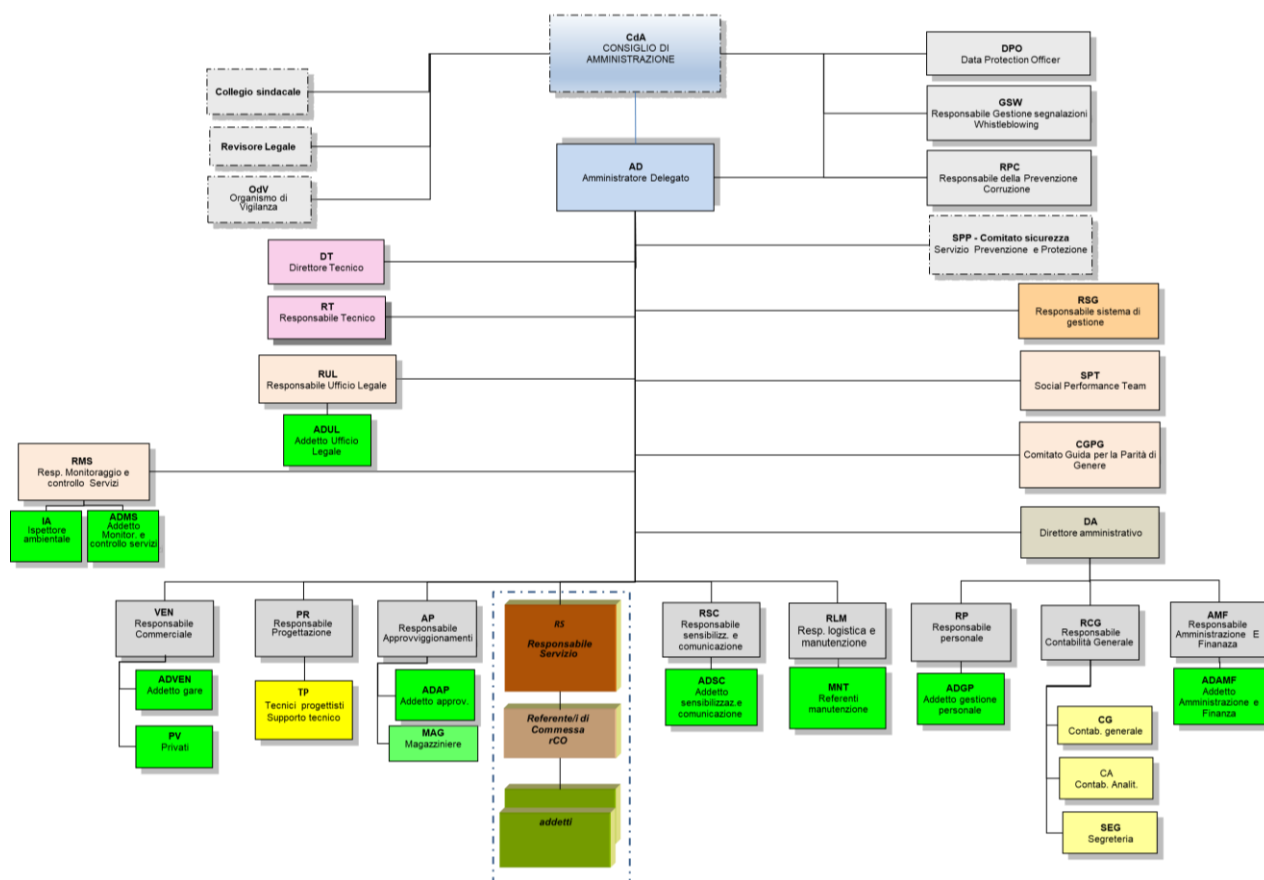 CdA
CONSIGLIO DI
AMMINISTRAZIONE
DPO
Data Protection Officer
Collegio sindacale
GSW
Responsabile Gestione segnalazioni
Whistleblowing
Revisore Legale
AD
Amministratore Delegato
RPC
Responsabile della Prevenzione
Corruzione
OdV
Organismo di
Vigilanza
SPP - Comitato sicurezza
Servizio Prevenzione e Protezione
DT
Direttore Tecnico
RSG
Responsabile sistema di
gestione
RT
Responsabile Tecnico
RUL
Responsabile Ufficio Legale
SPT
Social Performance Team
ADUL
Addetto Ufficio
Legale
CGPG
Comitato Guida per la Parità di
Genere
RMS
Resp. Monitoraggio e
controllo Servizi
IA
Ispettore
ambientale
ADMS
Addetto
Monitor. e
controllo servizi
DA
Direttore amministrativo
VEN
Responsabile
Commerciale
PR
Responsabile
Progettazione
AP
Responsabile
Approvviggionamenti
RS
Responsabile
Servizio
RSC
Responsabile
sensibilizz. e
comunicazione
RLM
Resp. logistica e
manutenzione
RP
Responsabile
personale
RCG
Responsabile
Contabilità Generale
AMF
Responsabile
Amministrazione E
Finanaza
ADVEN
Addetto gare
TP
Tecnici progettisti
Supporto tecnico
ADAP
Addetto approv.
ADSC
Addetto
sensibilizzaz.e
comunicazione
MNT
Referenti
manutenzione
ADGP
Addetto gestione
personale
ADAMF
Addetto
Amministrazione e
Finanza
PV
Privati
MAG
Magazziniere
Referente/i di
Commessa
rCO
CG
Contab. generale
CA
Contab. Analit.
addetti
SEG
Segreteria